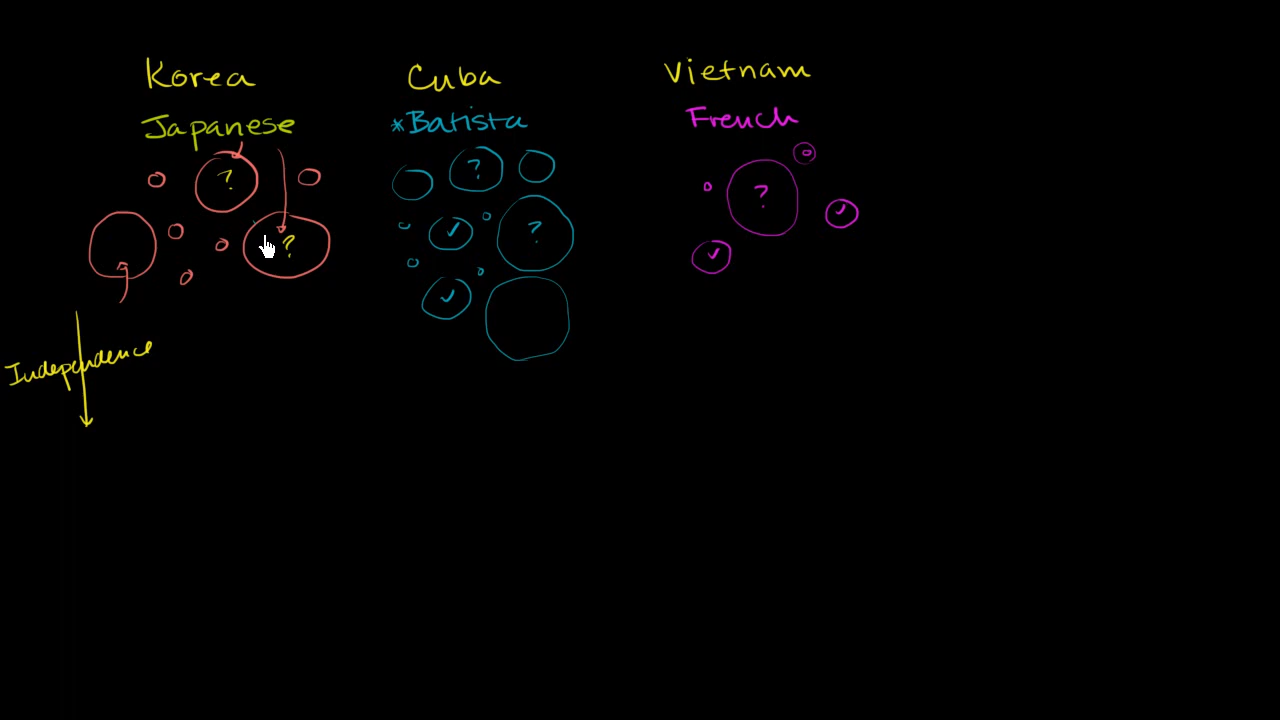 Korea
Japanese
?
?
Independence
Cuba
*Batista
?
✓
?
✓
Vietnam
French
?
✓
✓